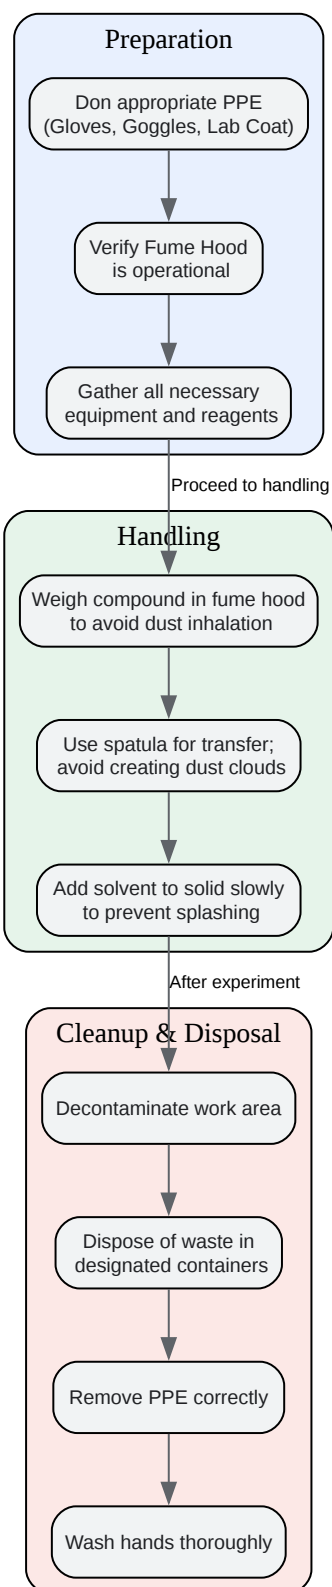 Preparation
Don appropriate PPE
(Gloves, Goggles, Lab Coat)
Verify Fume Hood
is operational
Gather all necessary
equipment and reagents
Proceed to handling
Handling
Weigh compound in fume hood
to avoid dust inhalation
Use spatula for transfer;
avoid creating dust clouds
Add solvent to solid slowly
to prevent splashing
After experiment
Cleanup & Disposal
Decontaminate work area
Dispose of waste in
designated containers
Remove PPE correctly
Wash hands thoroughly